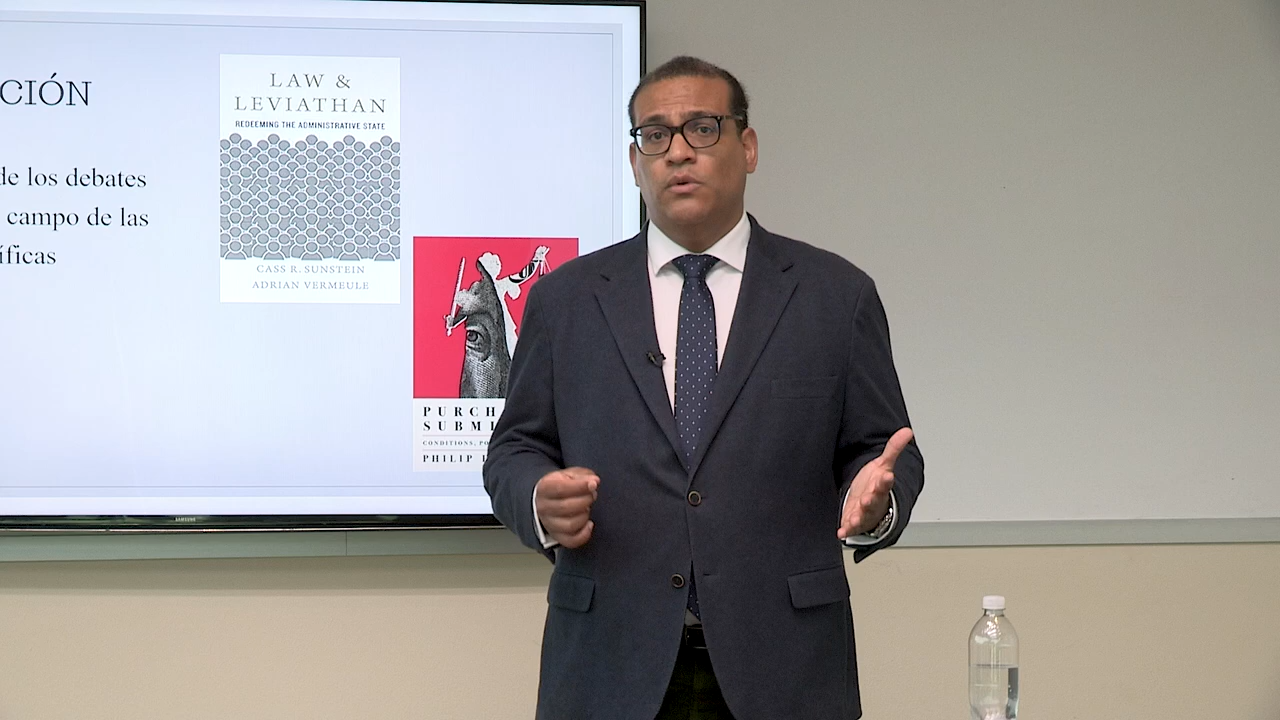 CIÓN
de los debates
campo de las
íficas
LAW &
LEVIATHAN
REDEEMING THE ADMINISTRATIVE STATE
CASS R. SUNSTEIN
ADRIAN VERMEULE
PURCH
SUBMI
CONDITIONS, PO
PHILIP
SAMSUNG